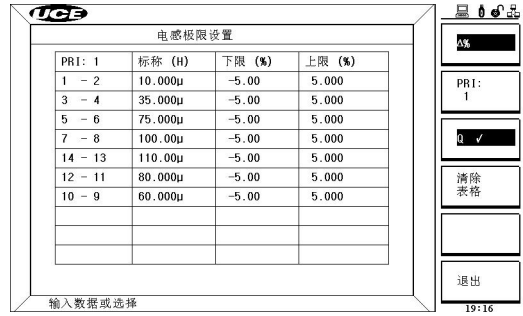 UCE
电感极限设置
PRI: 1 标称 (H) 下限 (%) 上限 (%)
1 - 2 10.000μ -5.00 5.000
3 - 4 35.000μ -5.00 5.000
5 - 6 75.000μ -5.00 5.000
7 - 8 100.00μ -5.00 5.000
14 - 13 110.00μ -5.00 5.000
12 - 11 80.000μ -5.00 5.000
10 - 9 60.000μ -5.00 5.000
输入数据或选择
Δ%
PRI:
1
Q ✓
清除
表格
退出
19:16